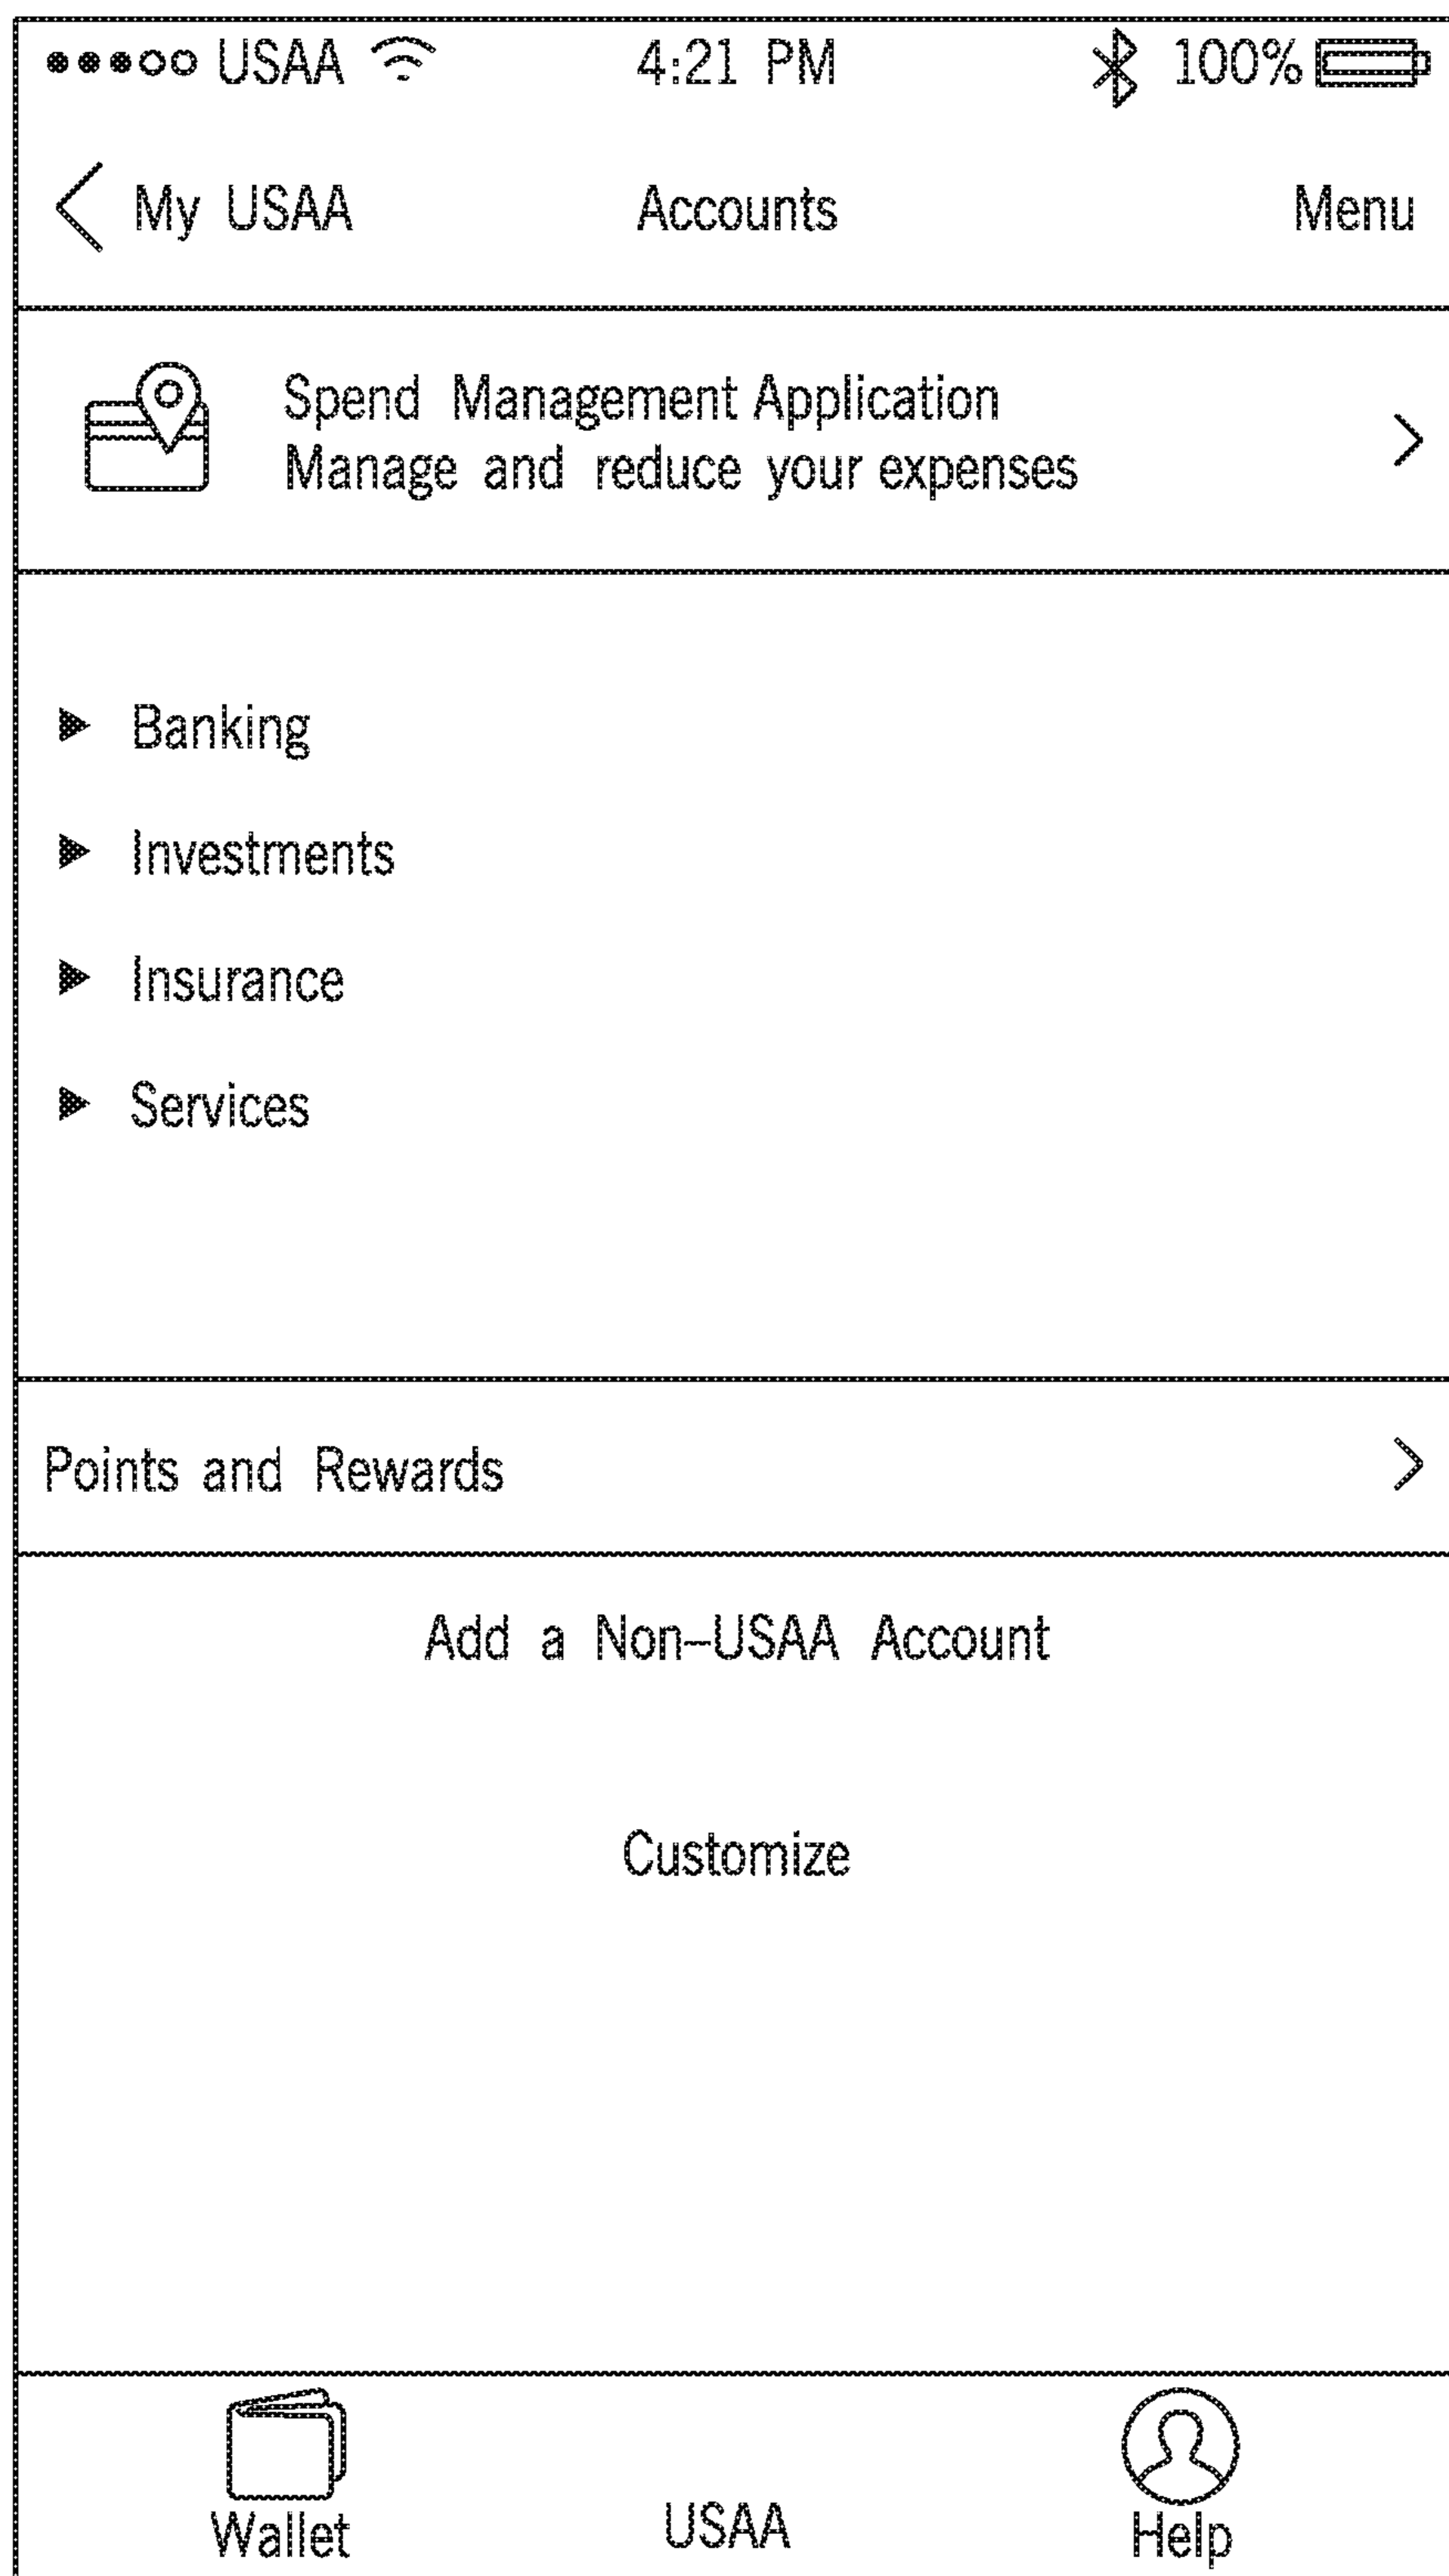 USAA 4:21 PM 100%
My USAA Accounts Menu
Spend Management Application
Manage and reduce your expenses
Banking
Investments
Insurance
Services
Points and Rewards
Add a Non-USAA Account
Customize
Wallet USAA Help